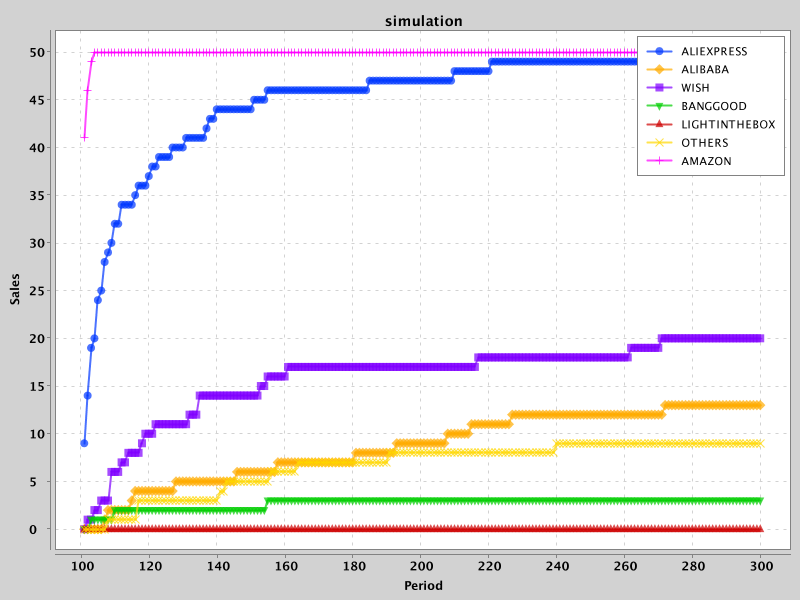 simulation
Sales
50
45
40
35
30
25
20
15
10
5
0
ALIEXPRESS
ALIBABA
WISH
BANGGOOD
LIGHTINTHEBOX
OTHERS
AMAZON
100 120 140 160 180 200 220 240 260 280 300
Period